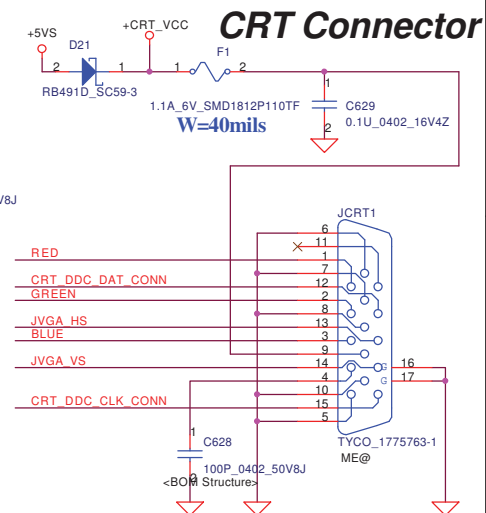 CRT Connector
+5VS
+CRT_VCC
D21
F1
2 1 1 2
RB491D_SC59-3
1
1.1A_6V_SMD1812P110TF
C629
W=40mils
2
0.1U_0402_16V4Z
V8J
JCRT1
6
11
RED
1
7
CRT_DDC_DAT_CONN
12
GREEN
2
8
JVGA_HS
13
BLUE
3
9
JVGA_VS
14
G 16
4
G 17
10
CRT_DDC_CLK_CONN
15
5
1
C628
TYCO_1775763-1
ME@
100P_0402_50V8J
2
<BOM Structure>